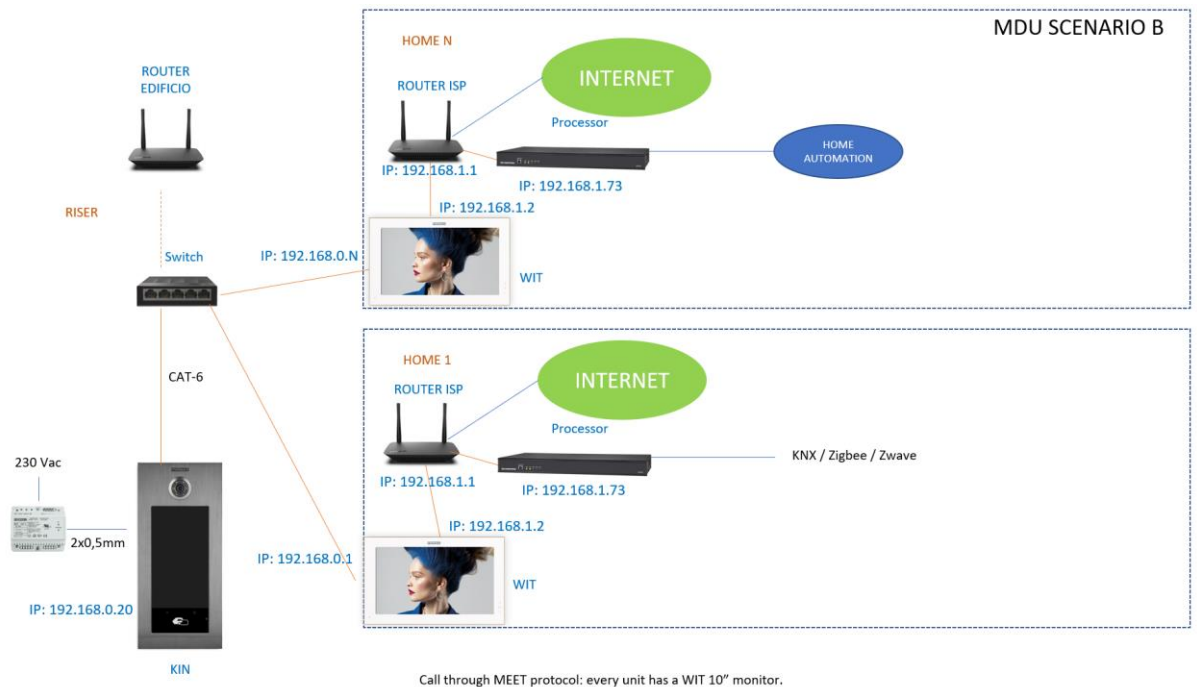 MDU SCENARIO B
HOME N
INTERNET
ROUTER
EDIFICIO
ROUTER ISP
Processor
HOME
AUTOMATION
IP: 192.168.1.1
IP: 192.168.1.73
RISER
IP: 192.168.1.2
Switch
IP: 192.168.0.N
WIT
HOME 1
INTERNET
ROUTER ISP
CAT-6
Processor
KNX / Zigbee / Zwave
230 Vac
IP: 192.168.1.1
IP: 192.168.1.73
IP: 192.168.1.2
2x0,5mm
IP: 192.168.0.1
WIT
IP: 192.168.0.20
KIN
Call through MEET protocol: every unit has a WIT 10” monitor.